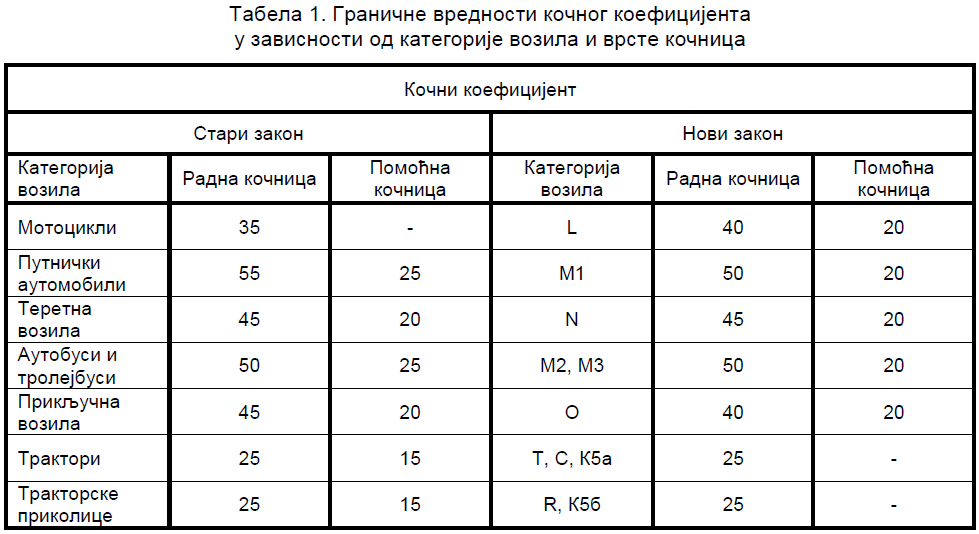 Табела 1. Граничне вредности кочног коефицијента
у зависности од категорије возила и врсте кочница
Кочни коефицијент
Стари закон Нови закон
Категорија возила Радна кочница Помоћна кочница Категорија возила Радна кочница Помоћна кочница
Мотоцикли 35 - L 40 20
Путнички аутомобили 55 25 М1 50 20
Теретна возила 45 20 N 45 20
Аутобуси и тролејбуси 50 25 М2, М3 50 20
Прикључна возила 45 20 О 40 20
Трактори 25 15 Т, С, К5а 25 -
Тракторске приколице 25 15 R, К5б 25 -